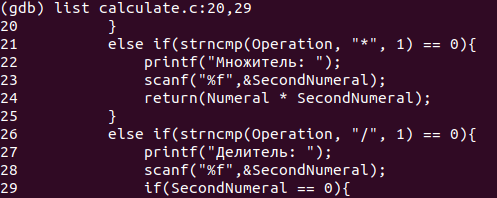 (gdb) list calculate.c:20,29
20          }
21          else if(strncmp(Operation, "*", 1) == 0){
22              printf("Множитель: ");
23              scanf("%f",&SecondNumeral);
24              return(Numeral * SecondNumeral);
25          }
26          else if(strncmp(Operation, "/", 1) == 0){
27              printf("Делитель: ");
28              scanf("%f",&SecondNumeral);
29              if(SecondNumeral == 0){